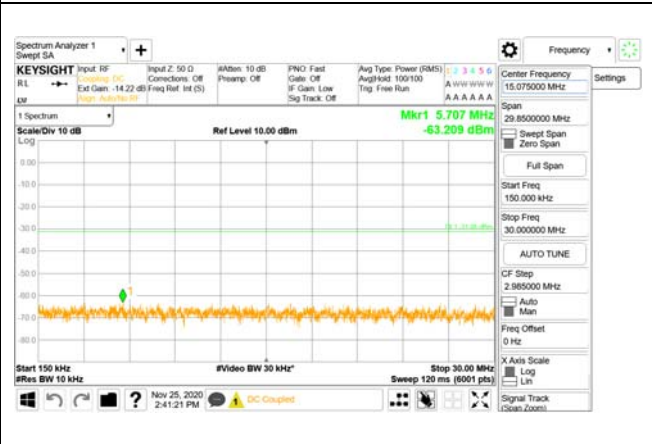 Spectrum Analyzer 1
Swept SA
+
Frequency
KEYSIGHT
RL
Input: RF
Coupling: DC
Ext Gain: -14.22 dB
Align: Auto/No RF
Input Z: 50 Ω
Corrections: Off
Freq Ref: Int (S)
#Atten: 10 dB
Preamp: Off
PNO: Fast
Gate: Off
IF Gain: Low
Sig Track: Off
Avg Type: Power (RMS)
Avg|Hold: 100/100
Trig: Free Run
1 2 3 4 5 6
A W W W W W
A A A A A A
1 Spectrum
Scale/Div 10 dB
Log
Ref Level 10.00 dBm
Mkr1 5.707 MHz
-63.209 dBm
0.00
-10.0
-20.0
-30.0
-40.0
-50.0
-60.0
-70.0
-80.0
1
Start 150 kHz
#Res BW 10 kHz
#Video BW 30 kHz*
Stop 30.00 MHz
Sweep 120 ms (6001 pts)
Nov 25, 2020
2:41:21 PM
?
1
DC Coupled
Center Frequency
15.075000 MHz
Settings
Span
29.8500000 MHz
Swept Span
Zero Span
Full Span
Start Freq
150.000 kHz
Stop Freq
30.000000 MHz
AUTO TUNE
CF Step
2.985000 MHz
Auto
Man
Freq Offset
0 Hz
X Axis Scale
Log
Lin
Signal Track
(Span Zoom)